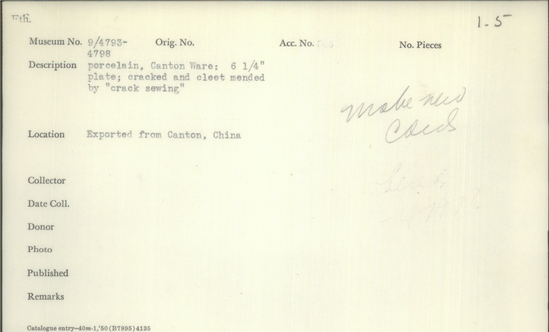 Eth.
1-5
Museum No. 9/4793-4798 Orig. No. Acc. No. No. Pieces
Description porcelain, Canton Ware; 6 1/4"
plate; cracked and cleet mended
by "crack sewing"
Make new
cards
Location Exported from Canton, China
Collector
Date Coll.
Donor
Photo
Published
Remarks
Catalogue entry—40m-1,'50 (B7895)4135